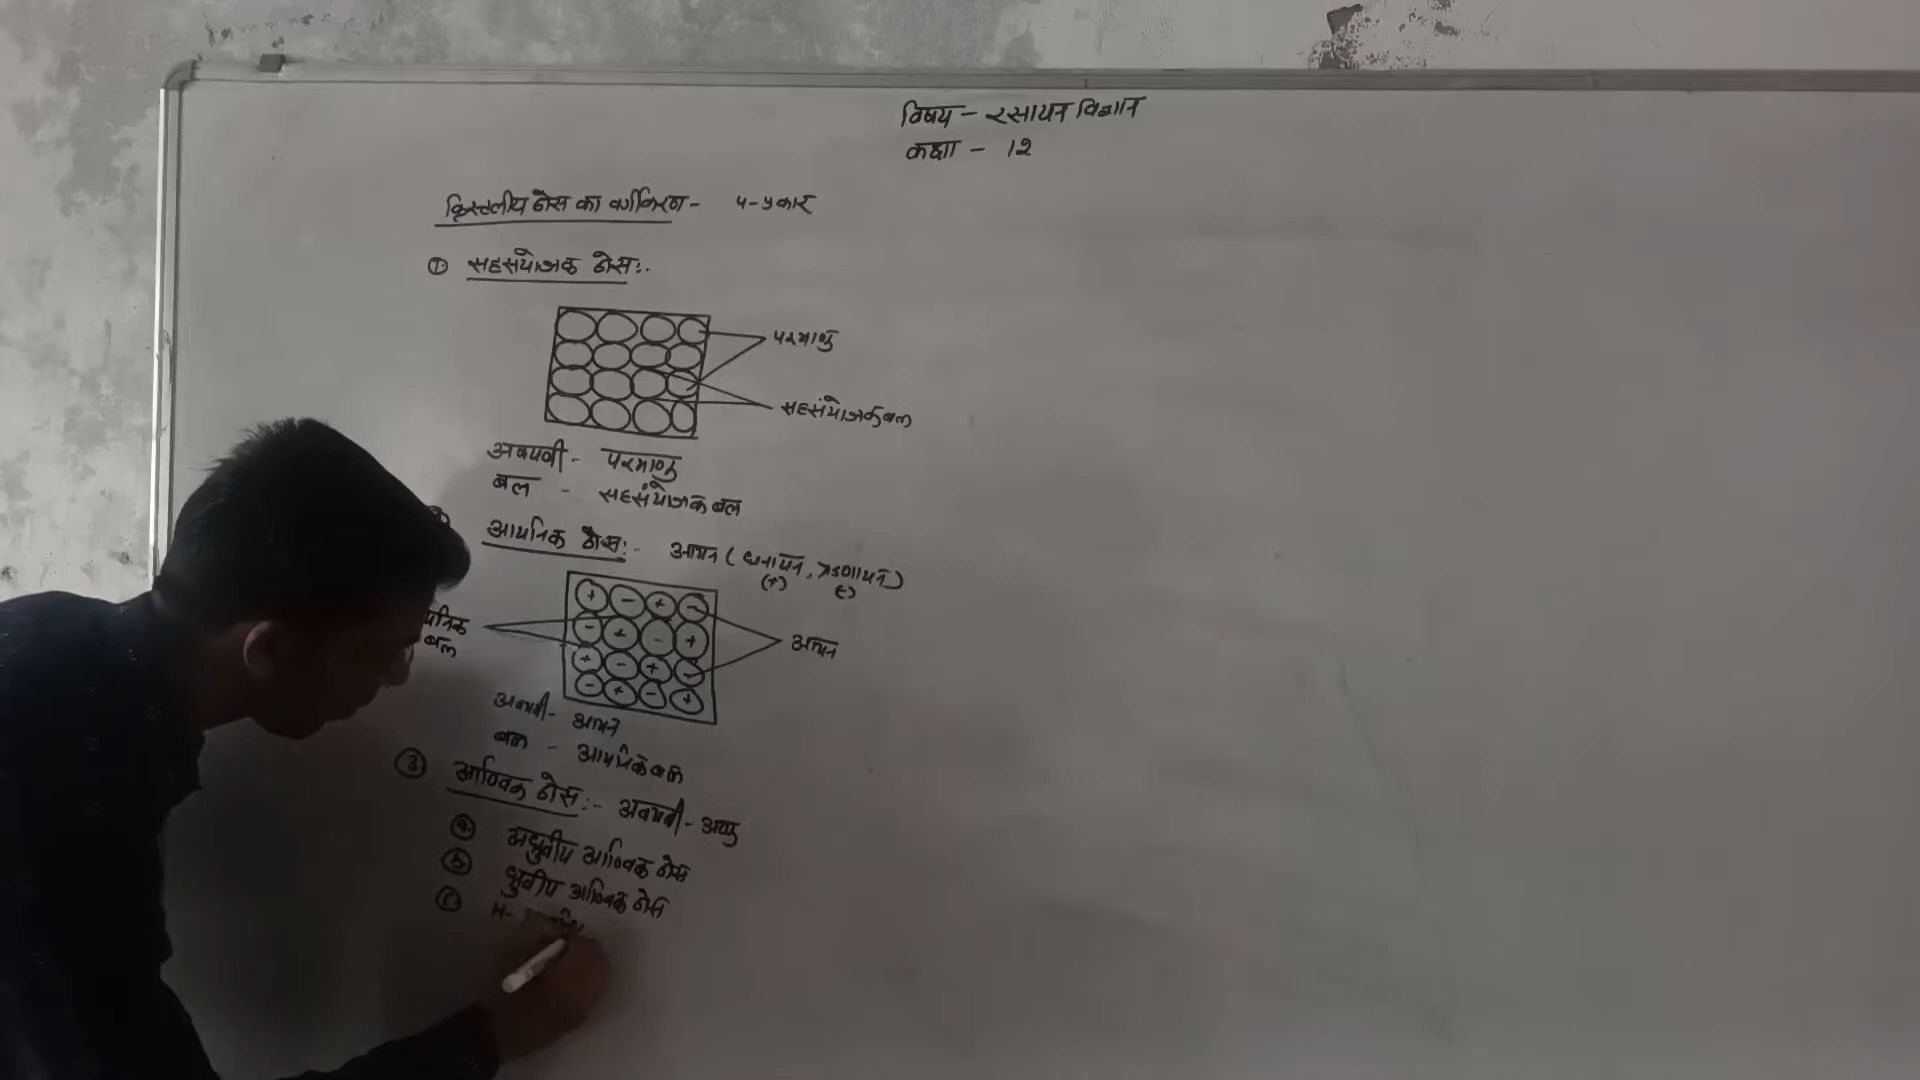 विषय - रसायन विज्ञान
कक्षा - 12
क्रिस्टलीय ठोस का वर्गीकरण - 4-प्रकार
① सहसंयोजक ठोस:-
परमाणु
सहसंयोजक बल
अवयवी - परमाणु
बल - सहसंयोजक बल
आयनिक ठोस:- आयन ( धनायन, ऋणायन)
(+) (-)
+ - + -
- + - +
+ - + -
- + - +
बल
आयन
अवयवी - आयन
बल - आयनिक बल
③ आण्विक ठोस:- अवयवी - अणु
ⓐ अध्रुवीय आण्विक ठोस
ⓑ ध्रुवीय आण्विक ठोस
ⓒ H-